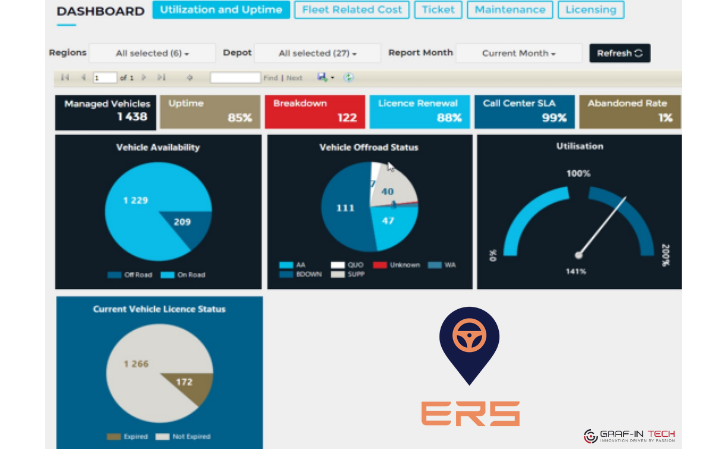 DASHBOARD Utilization and Uptime Fleet Related Cost Ticket Maintenance Licensing
Regions All selected (6) Depot All selected (27) Report Month Current Month Refresh
1 of 1 Find | Next
Managed Vehicles Uptime Breakdown Licence Renewal Call Center SLA Abandoned Rate
1 438 85% 122 88% 99% 1%
Vehicle Availability
1 229
209
Off Road On Road
Vehicle Offroad Status
7
40
111
47
AA QUO Unknown WA
BDOWN SUPP
Utilisation
100%
0%
200%
141%
Current Vehicle Licence Status
1 266
172
Expired Not Expired
ERS
GRAF-IN TECH
INNOVATION DRIVEN BY PASSION